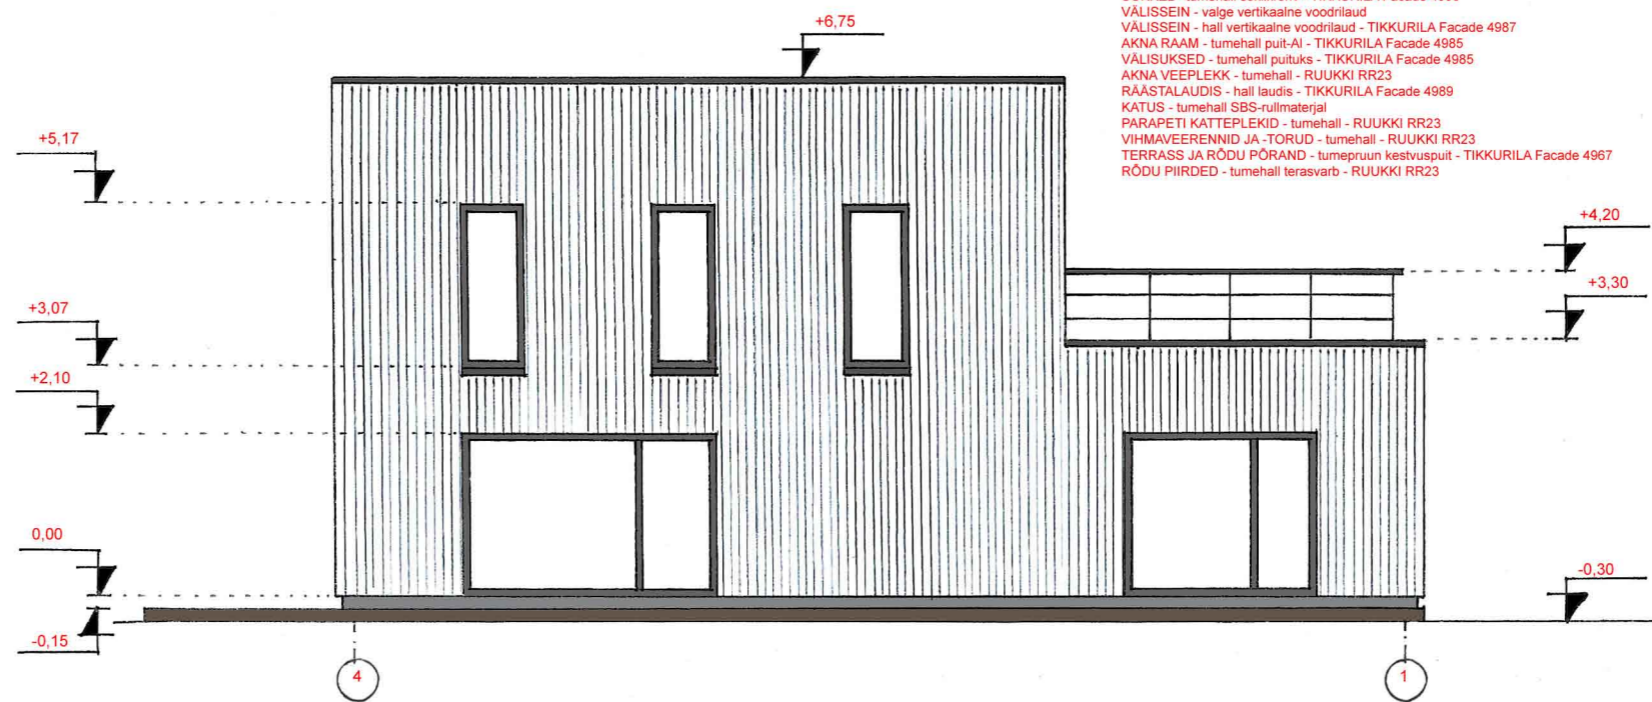 VÄLISSEIN - valge vertikaalne voodrilaud
VÄLISSEIN - hall vertikaalne voodrilaud - TIKKURILA Facade 4987
AKNA RAAM - tumehall puit-Al - TIKKURILA Facade 4985
VÄLISUKSED - tumehall puituks - TIKKURILA Facade 4985
AKNA VEEPLEKK - tumehall - RUUKKI RR23
RÄÄSTALAUDIS - hall laudis - TIKKURILA Facade 4989
KATUS - tumehall SBS-rullmaterjal
PARAPETI KATTEPLEKID - tumehall - RUUKKI RR23
VIHMAVEERENNID JA -TORUD - tumehall - RUUKKI RR23
TERRASS JA RÕDU PÕRAND - tumepruun kestvuspuit - TIKKURILA Facade 4967
RÕDU PIIRDED - tumehall terasvarb - RUUKKI RR23
+6,75
+5,17
+4,20
+3,30
+3,07
+2,10
0,00
-0,30
-0,15
4
1